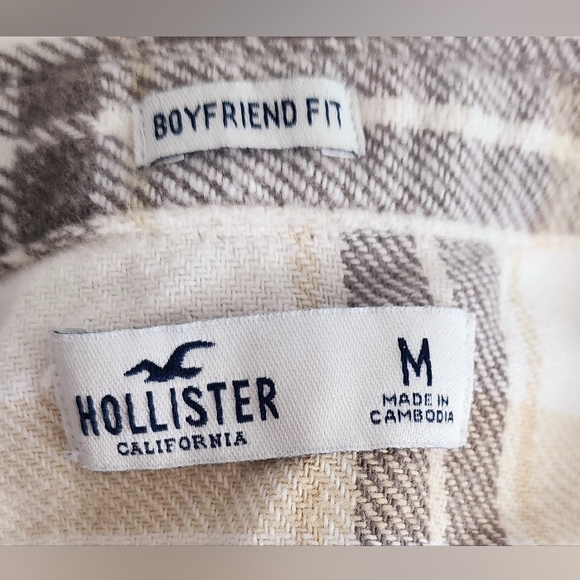 BOYFRIEND FIT
HOLLISTER
CALIFORNIA
M
MADE IN
CAMBODIA